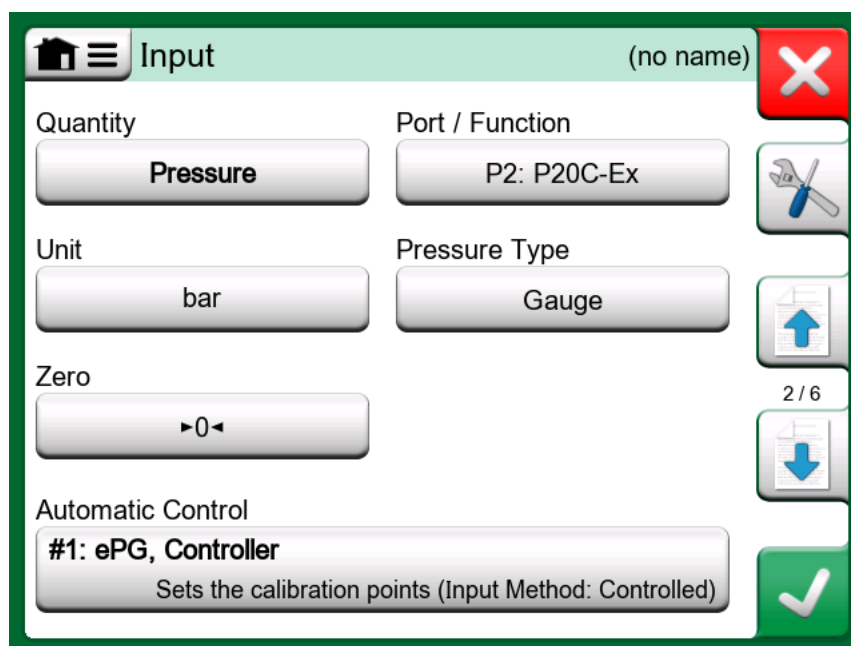 Input
(no name)
Quantity
Port / Function
Pressure
P2: P20C-Ex
Unit
Pressure Type
bar
Gauge
Zero
►0◄
2 / 6
Automatic Control
#1: ePG, Controller
Sets the calibration points (Input Method: Controlled)